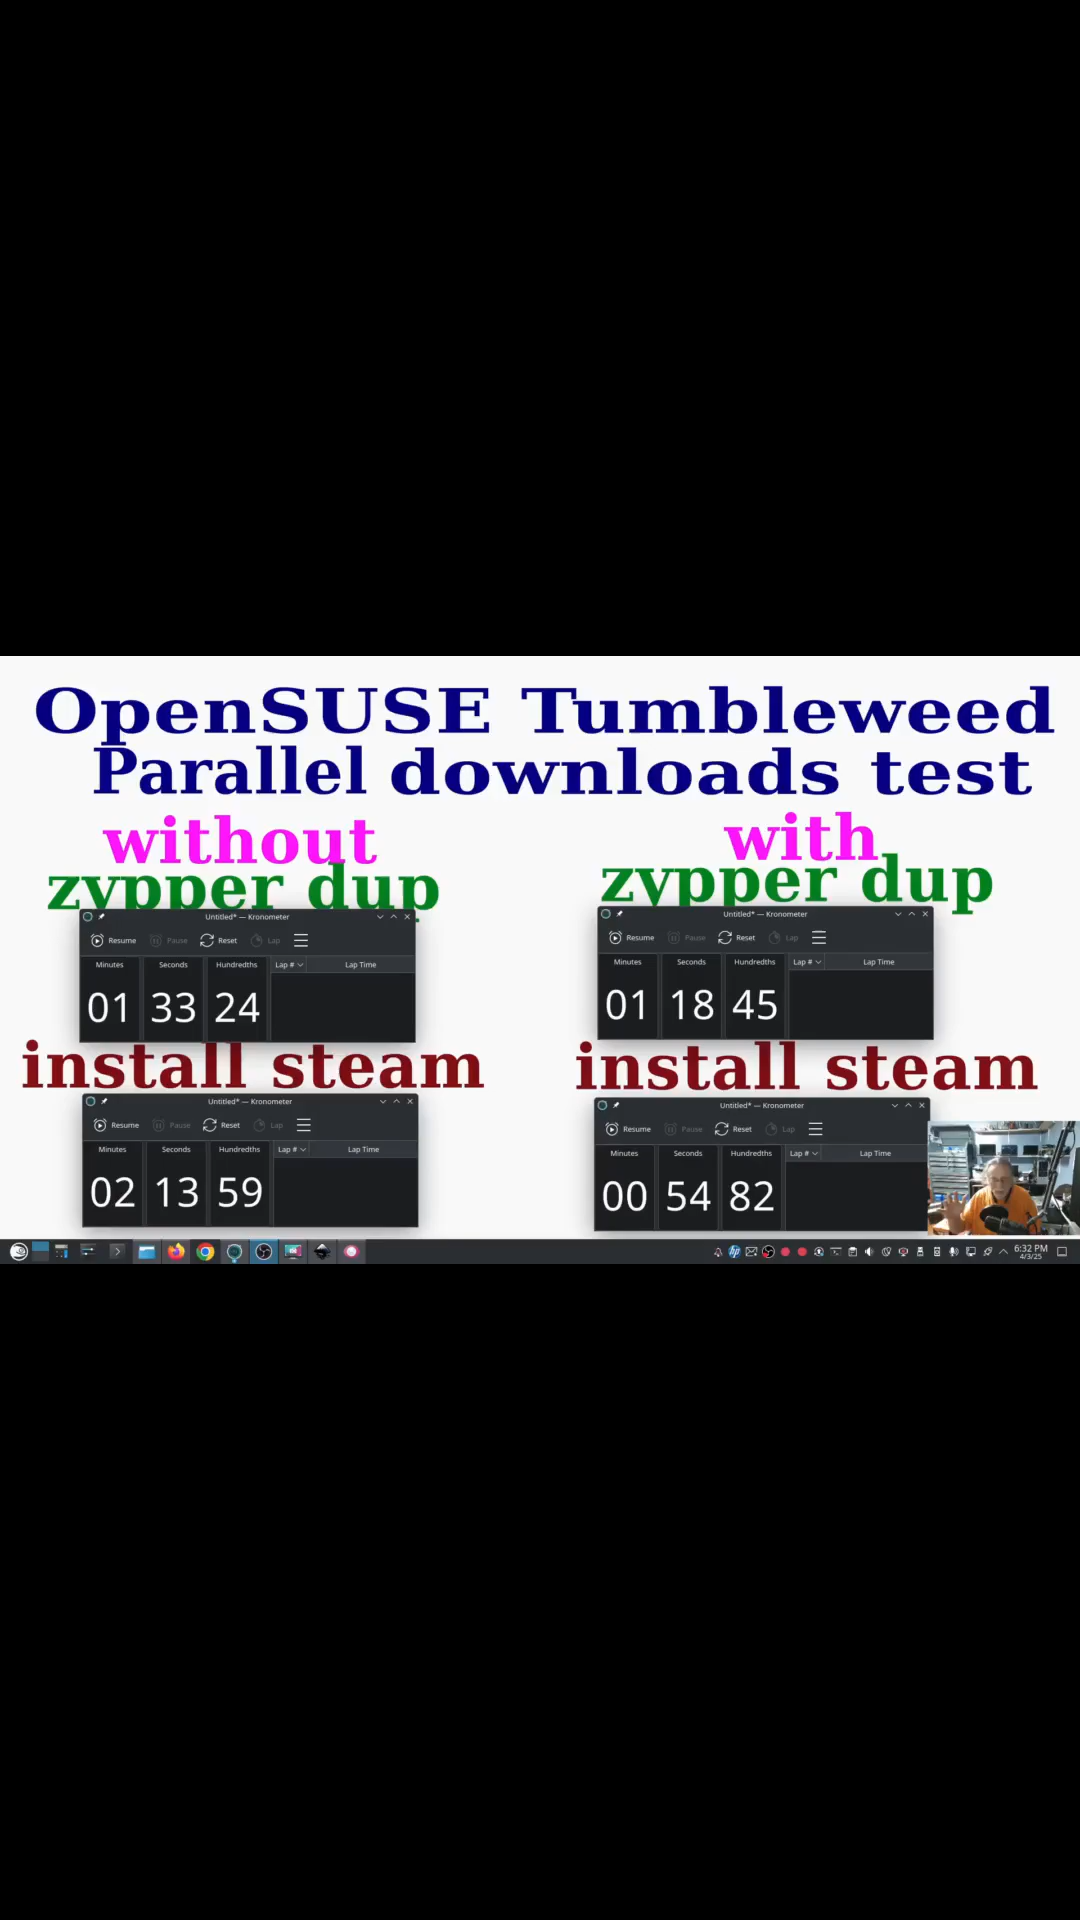 OpenSUSE Tumbleweed
Parallel downloads test
without
with
zypper dup
zypper dup
Untitled* — Kronometer
Resume Pause Reset Lap
Minutes Seconds Hundredths Lap # Lap Time
01 33 24
Untitled* — Kronometer
Resume Pause Reset Lap
Minutes Seconds Hundredths Lap # Lap Time
01 18 45
install steam
install steam
Untitled* — Kronometer
Resume Pause Reset Lap
Minutes Seconds Hundredths Lap # Lap Time
02 13 59
Untitled* — Kronometer
Resume Pause Reset Lap
Minutes Seconds Hundredths Lap # Lap Time
00 54 82
hp
6:32 PM
4/3/25